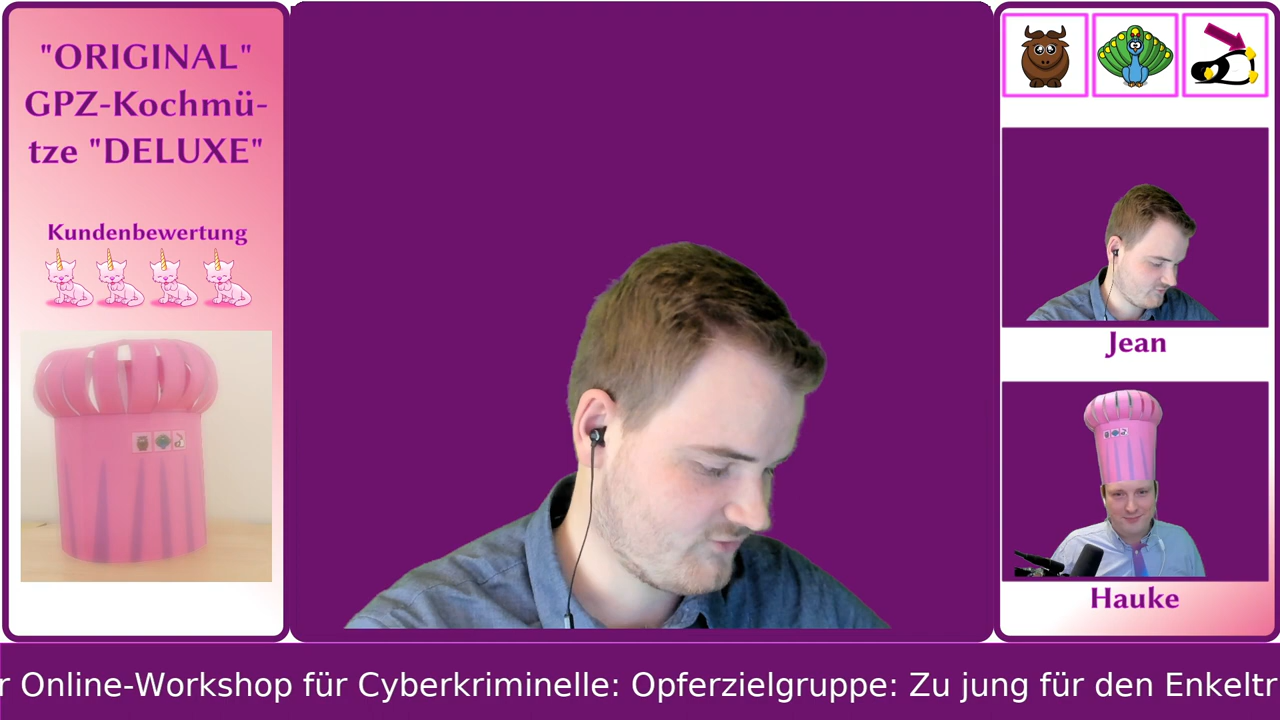 "ORIGINAL"
GPZ-Kochmü-
tze "DELUXE"
Kundenbewertung
Jean
Hauke
r Online-Workshop für Cyberkriminelle: Opferzielgruppe: Zu jung für den Enkeltr